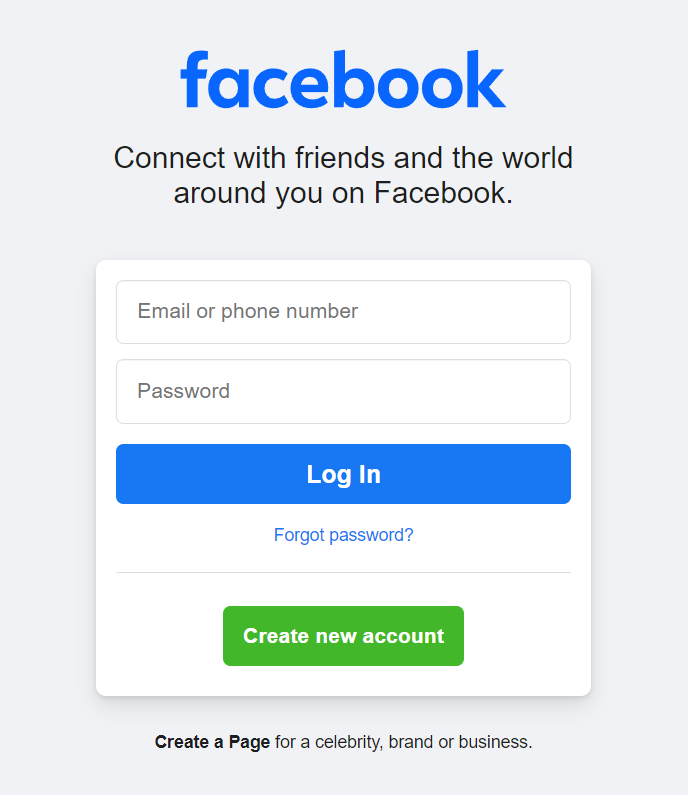 facebook
Connect with friends and the world
around you on Facebook.
Email or phone number
Password
Log In
Forgot password?
Create new account
Create a Page for a celebrity, brand or business.